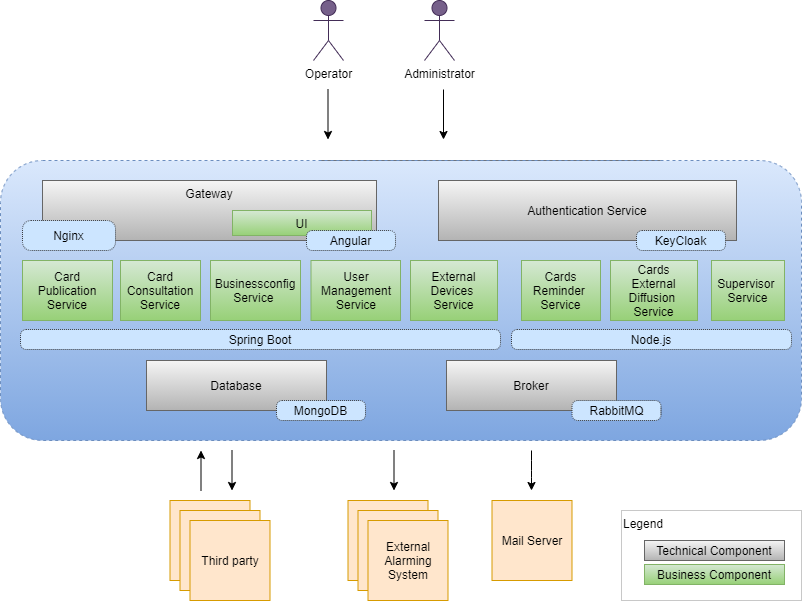 Operator
Administrator
Gateway
UI
Nginx
Angular
Authentication Service
KeyCloak
Card
Publication
Service
Card
Consultation
Service
Businessconfig
Service
User
Management
Service
External
Devices
Service
Cards
Reminder
Service
Cards
External
Diffusion
Service
Supervisor
Service
Spring Boot
Node.js
Database
MongoDB
Broker
RabbitMQ
Third party
External
Alarming
System
Mail Server
Legend
Technical Component
Business Component